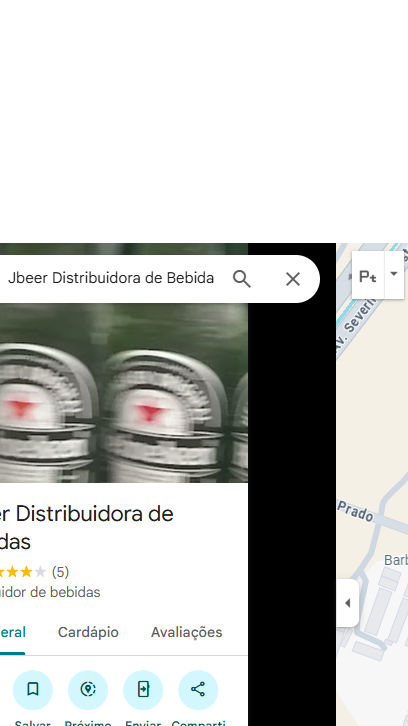 Jbeer Distribuidora de Bebida
Pt
Av. Severi
er Distribuidora de
das
(5)
uidor de bebidas
Prado
Barb
eral
Cardápio
Avaliações
Salvar
Próximo
Enviar
Comparti